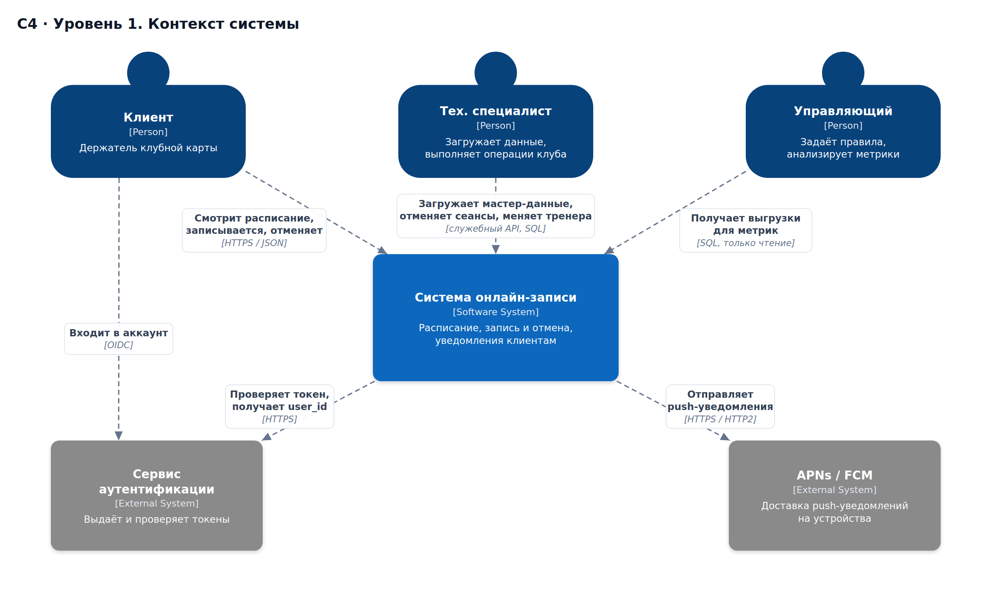 C4 · Уровень 1. Контекст системы
Клиент
[Person]
Держатель клубной карты
Тех. специалист
[Person]
Загружает данные,
выполняет операции клуба
Управляющий
[Person]
Задаёт правила,
анализирует метрики
Смотрит расписание,
записывается, отменяет
[HTTPS / JSON]
Загружает мастер-данные,
отменяет сеансы, меняет тренера
[служебный API, SQL]
Получает выгрузки
для метрик
[SQL, только чтение]
Система онлайн-записи
[Software System]
Расписание, запись и отмена,
уведомления клиентам
Входит в аккаунт
[OIDC]
Проверяет токен,
получает user_id
[HTTPS]
Отправляет
push-уведомления
[HTTPS / HTTP2]
Сервис
аутентификации
[External System]
Выдаёт и проверяет токены
APNs / FCM
[External System]
Доставка push-уведомлений
на устройства